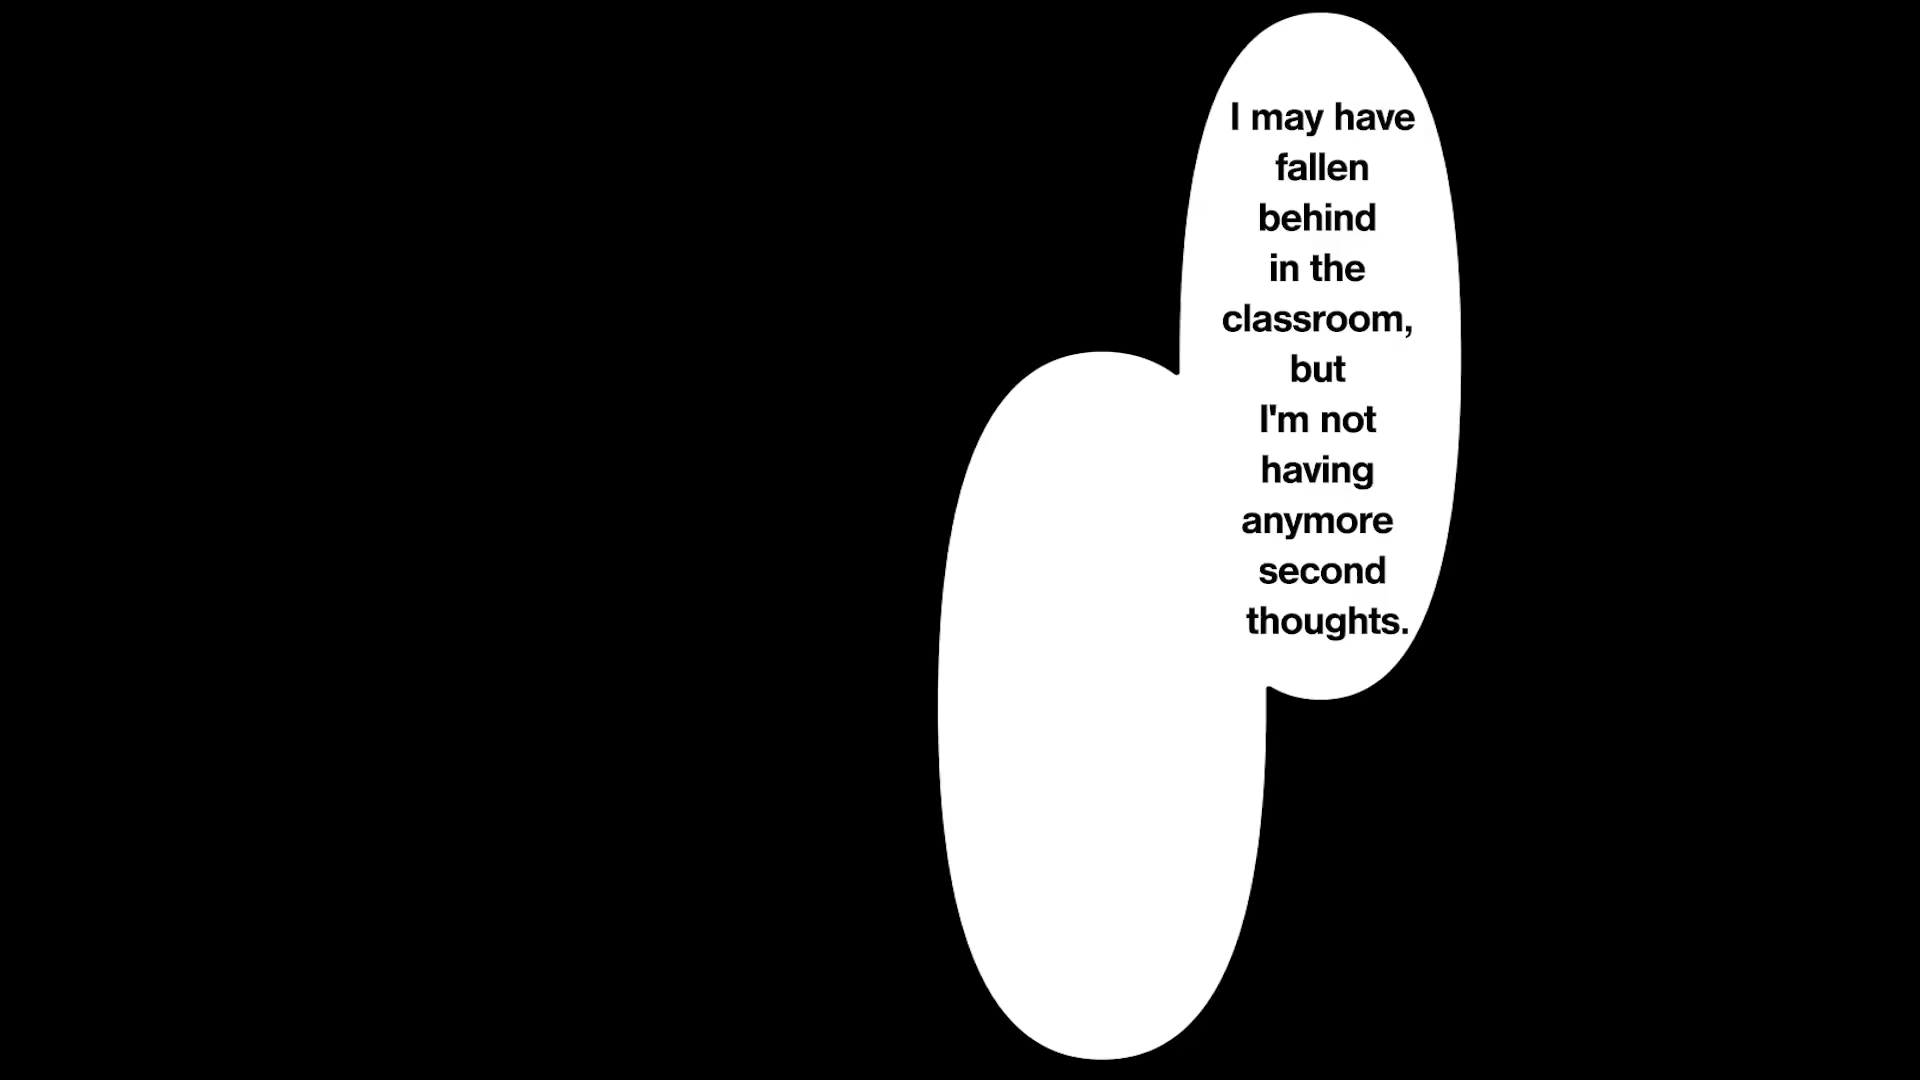 I may have
fallen
behind
in the
classroom,
but
I'm not
having
anymore
second
thoughts.